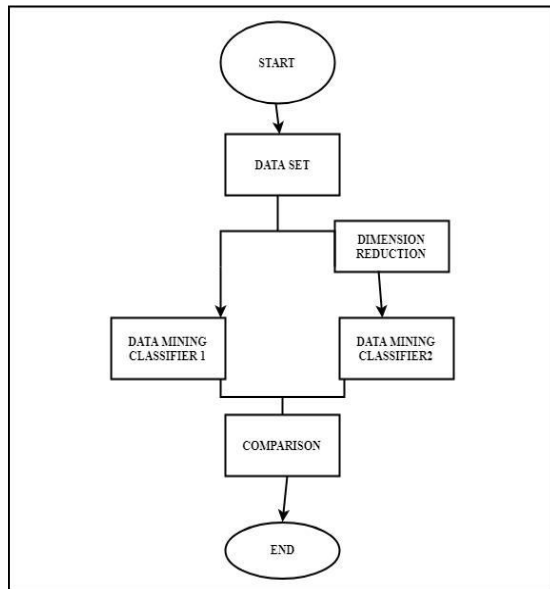 START
DATA SET
DIMENSION
REDUCTION
DATA MINING
CLASSIFIER 1
DATA MINING
CLASSIFIER2
COMPARISON
END